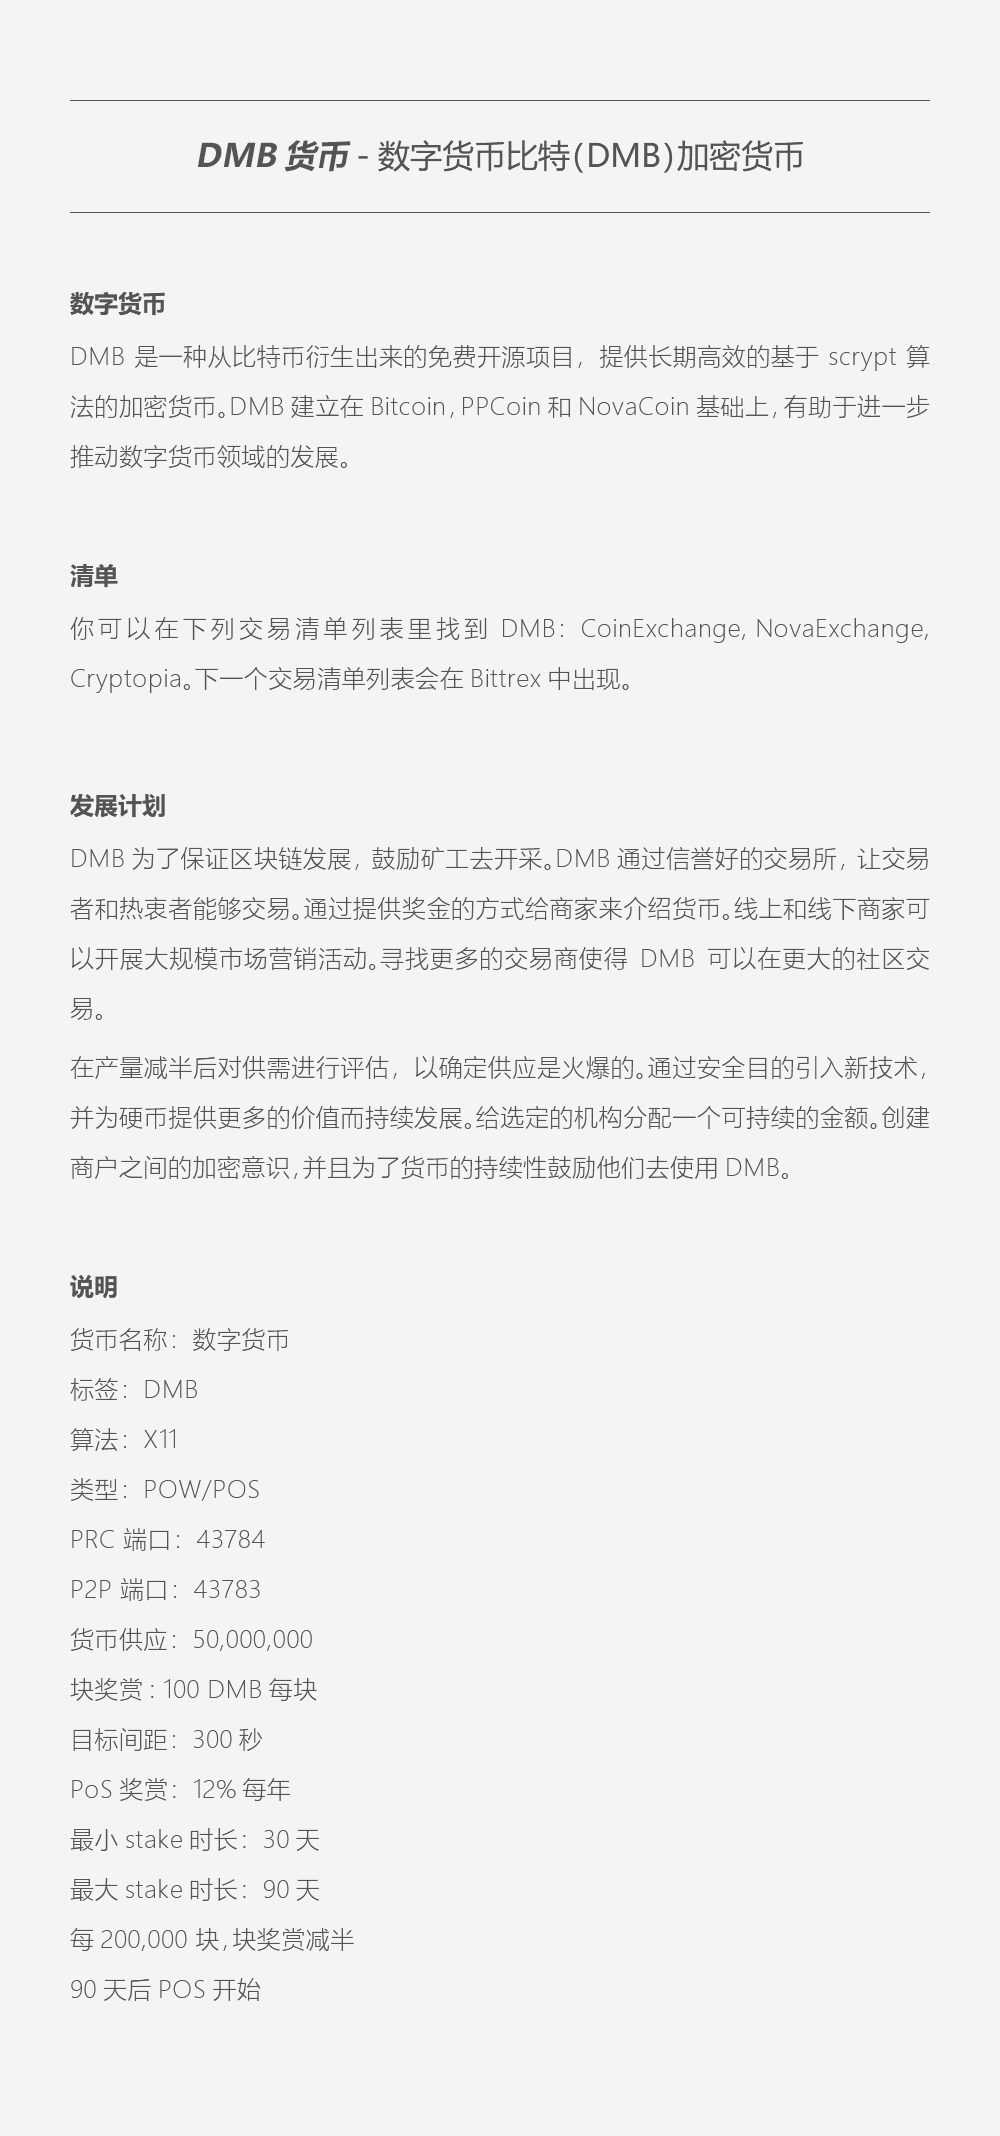 DMB 货币 - 数字货币比特(DMB)加密货币
数字货币
DMB 是一种从比特币衍生出来的免费开源项目，提供长期高效的基于 scrypt 算
法的加密货币。DMB 建立在 Bitcoin, PPCoin 和 NovaCoin 基础上,有助于进一步
推动数字货币领域的发展。
清单
你可以在下列交易清单列表里找到 DMB：CoinExchange, NovaExchange,
Cryptopia。下一个交易清单列表会在 Bittrex 中出现。
发展计划
DMB 为了保证区块链发展，鼓励矿工去开采。DMB 通过信誉好的交易所，让交易
者和热衷者能够交易。通过提供奖金的方式给商家来介绍货币。线上和线下商家可
以开展大规模市场营销活动。寻找更多的交易商使得 DMB 可以在更大的社区交
易。
在产量减半后对供需进行评估，以确定供应是火爆的。通过安全目的引入新技术,
并为硬币提供更多的价值而持续发展。给选定的机构分配一个可持续的金额。创建
商户之间的加密意识,并且为了货币的持续性鼓励他们去使用 DMB。
说明
货币名称：数字货币
标签：DMB
算法：X11
类型：POW/POS
PRC 端口：43784
P2P 端口：43783
货币供应：50,000,000
块奖赏 : 100 DMB 每块
目标间距：300 秒
PoS 奖赏：12% 每年
最小 stake 时长：30 天
最大 stake 时长：90 天
每 200,000 块,块奖赏减半
90 天后 POS 开始